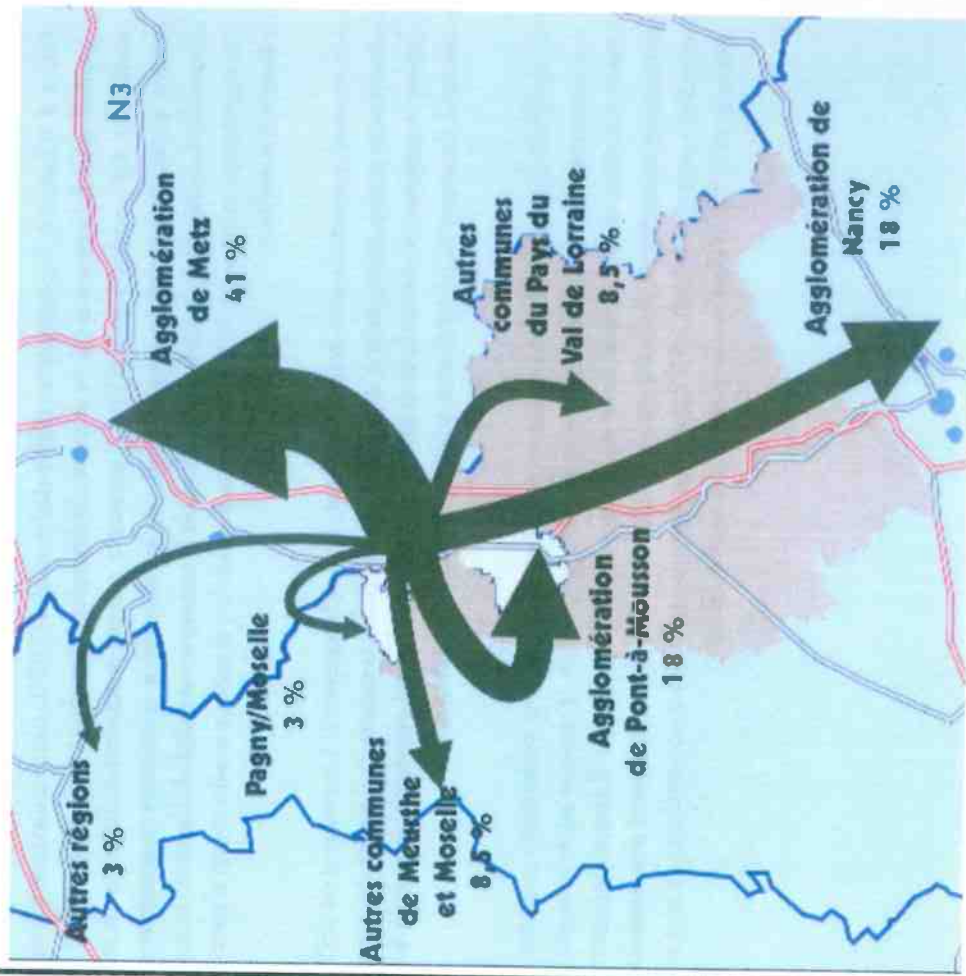 N3
Agglomération
de Metz
41 %
Autres
communes
du Pays du
Val de Lorraine
8,5 %
Agglomération de
Nancy
18 %
Autres régions
3 %
Pagny/Moselle
3 %
Autres communes
de Meurthe
et Moselle
8,5 %
Agglomération
de Pont-à-Mousson
18 %